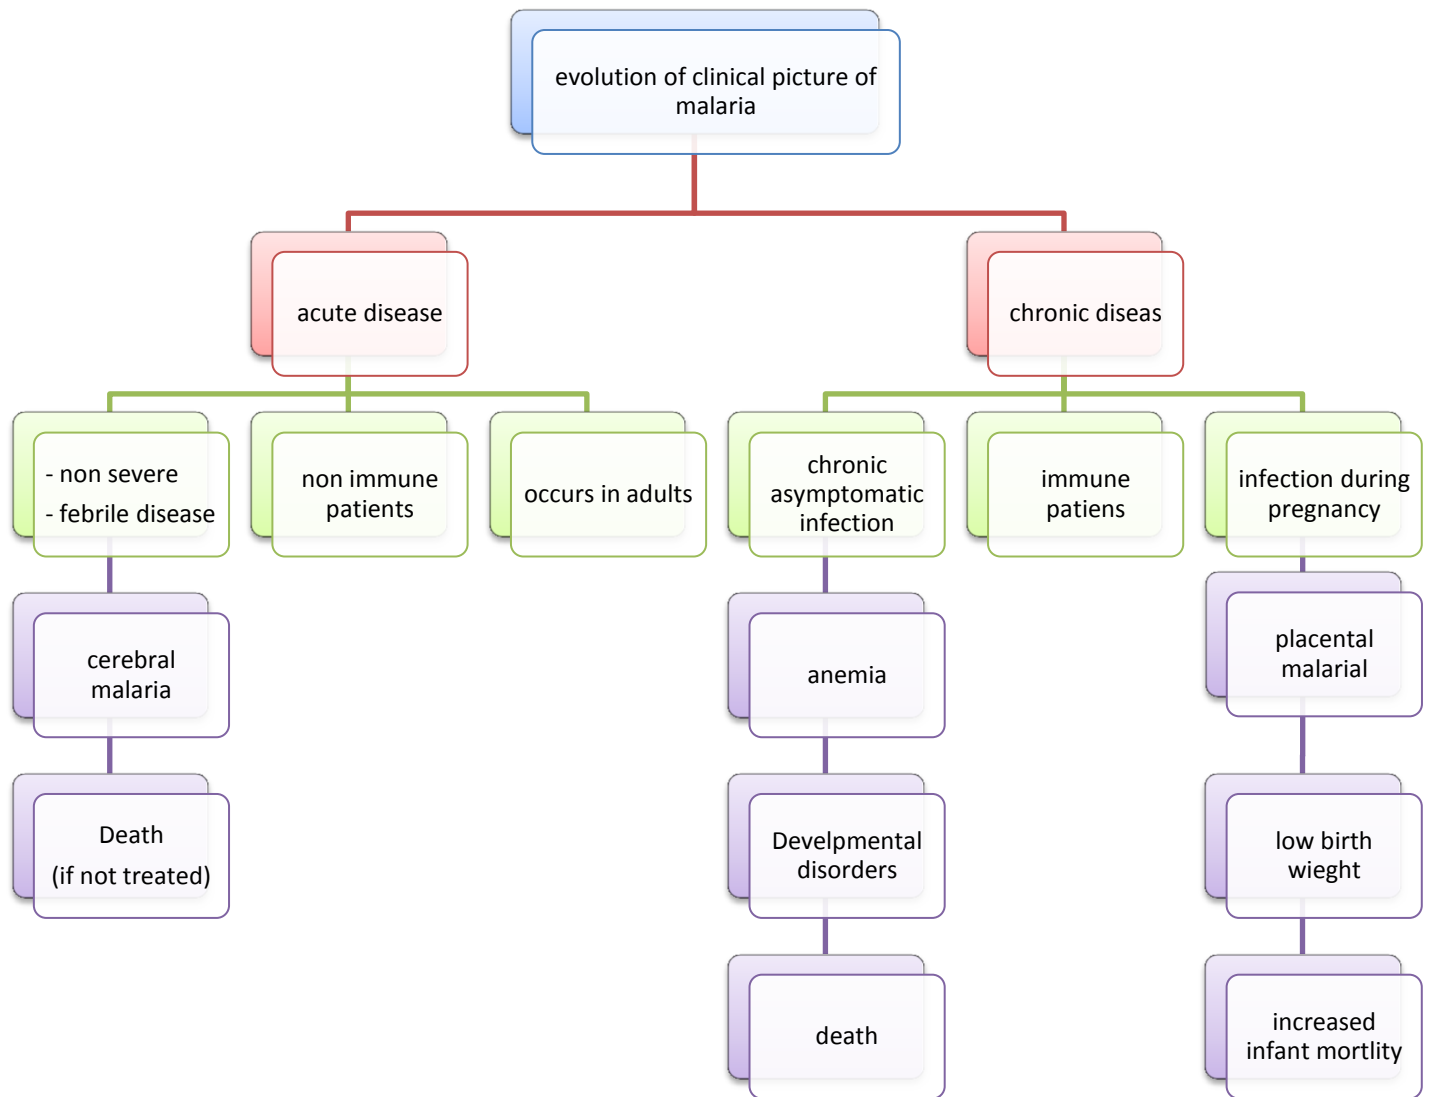 evolution of clinical picture of
malaria
acute disease
chronic diseas
- non severe
- febrile disease
non immune
patients
occurs in adults
chronic
asymptomatic
infection
immune
patiens
infection during
pregnancy
cerebral
malaria
anemia
placental
malarial
Death
(if not treated)
Develpmental
disorders
low birth
wieght
death
increased
infant mortlity